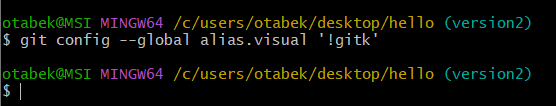 otabek@MSI MINGW64 /c/users/otabek/desktop/hello (version2)
$ git config --global alias.visual '!gitk'
otabek@MSI MINGW64 /c/users/otabek/desktop/hello (version2)
$